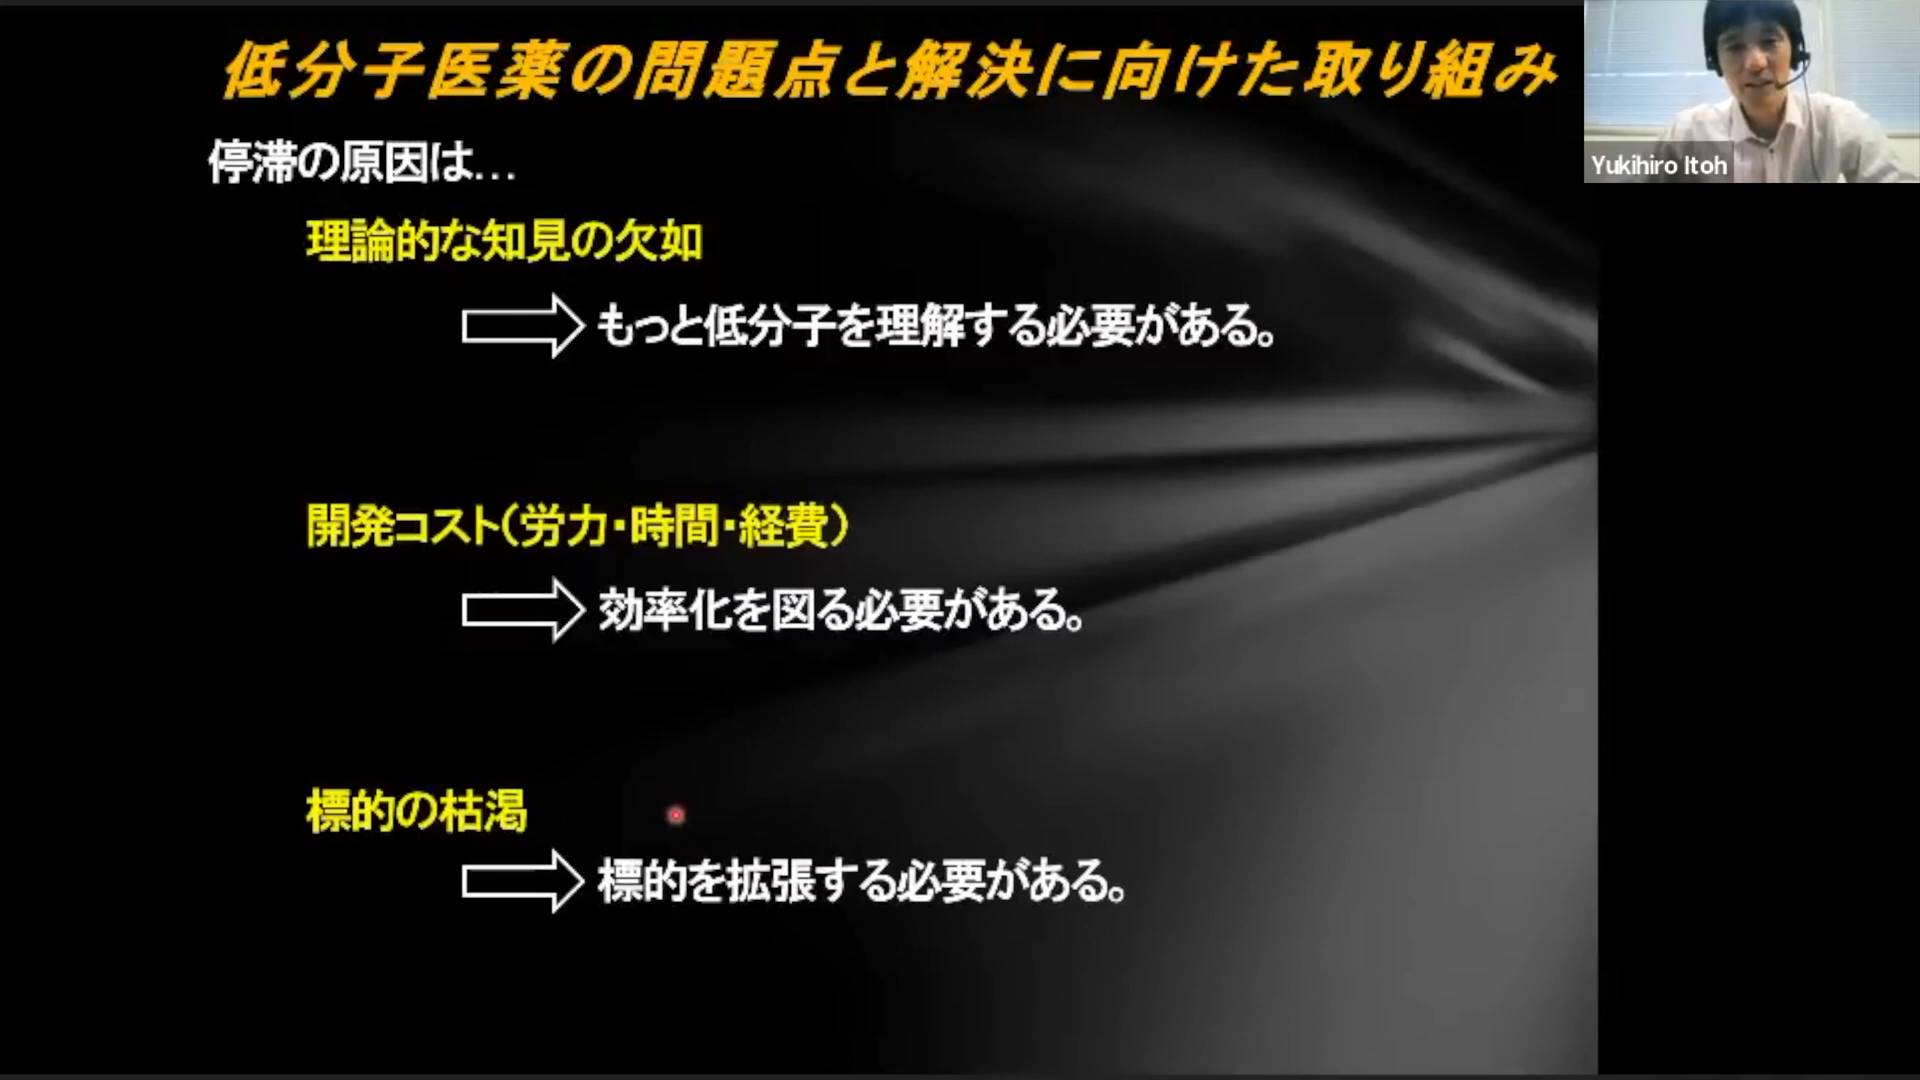 低分子医薬の問題点と解決に向けた取り組み
Yukihiro Itoh
停滞の原因は…
理論的な知見の欠如
もっと低分子を理解する必要がある。
開発コスト(労力・時間・経費)
効率化を図る必要がある。
標的の枯渇
標的を拡張する必要がある。